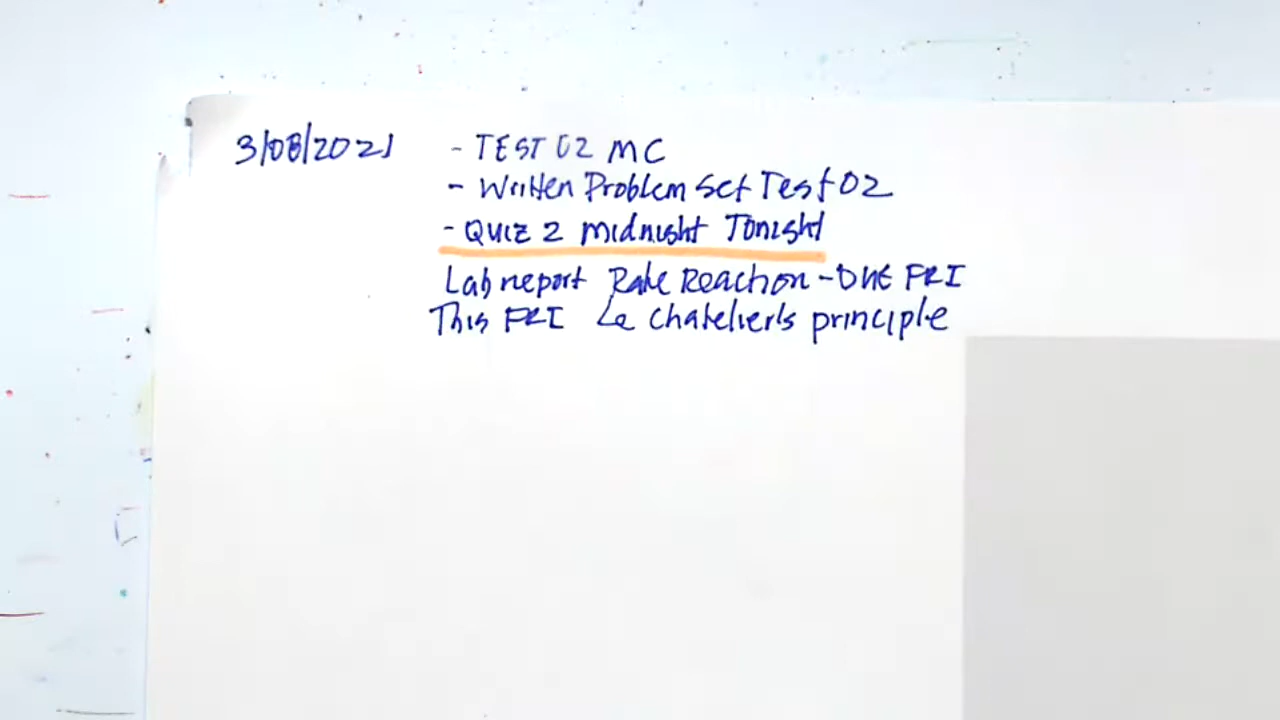 3/08/2021 - TEST 02 MC
- Written Problem Set Test 02
- QUIZ 2 Midnight Tonight
Lab report Rate Reaction - DUE FRI
This FRI Le Chatelier's principle